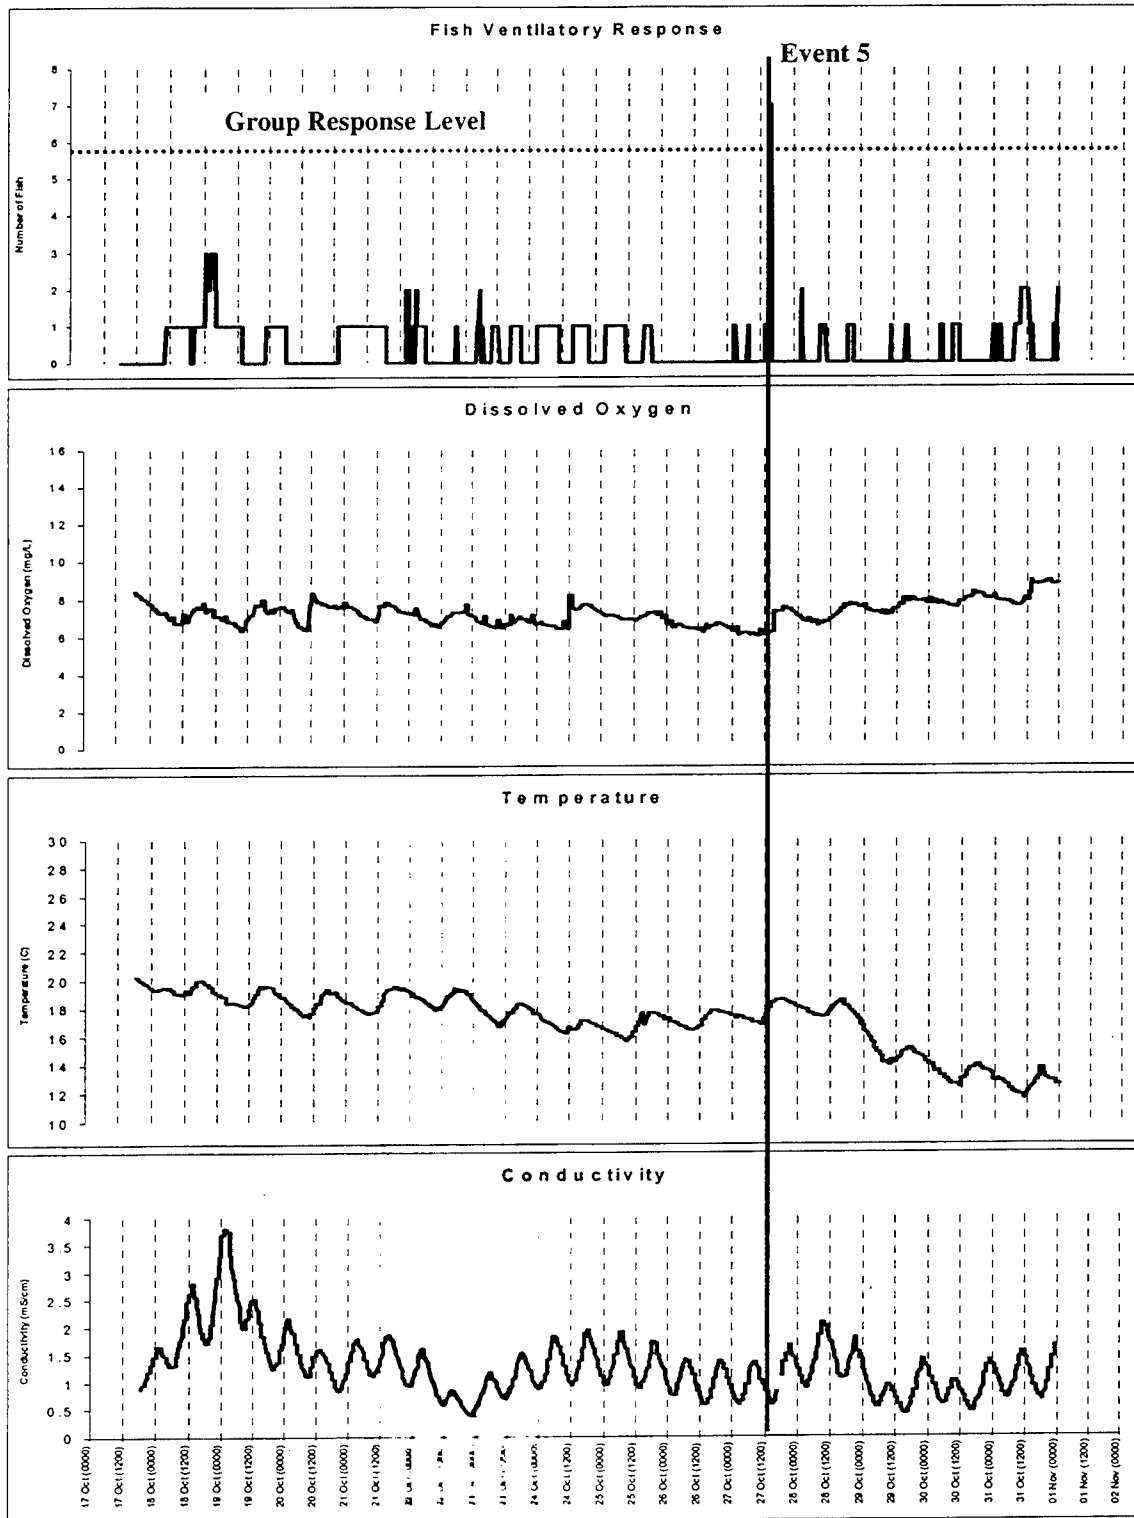 Fish Ventilatory Response
Event 5
Group Response Level
Number of Fish
8
7
6
5
4
3
2
1
0
Dissolved Oxygen
Dissolved Oxygen (mg/L)
16
14
12
10
8
6
4
2
0
Temperature
Temperature (C)
30
28
26
24
22
20
18
16
14
12
10
Conductivity
Conductivity (mS/cm)
4
3.5
3
2.5
2
1.5
1
0.5
0
17 Oct (0000)
17 Oct (1200)
18 Oct (0000)
18 Oct (1200)
19 Oct (0000)
19 Oct (1200)
20 Oct (0000)
20 Oct (1200)
21 Oct (0000)
21 Oct (1200)
24 Oct (0000)
24 Oct (1200)
25 Oct (0000)
25 Oct (1200)
26 Oct (0000)
26 Oct (1200)
27 Oct (0000)
27 Oct (1200)
28 Oct (0000)
28 Oct (1200)
29 Oct (0000)
29 Oct (1200)
30 Oct (0000)
30 Oct (1200)
31 Oct (0000)
31 Oct (1200)
01 Nov (0000)
01 Nov (1200)
02 Nov (0000)